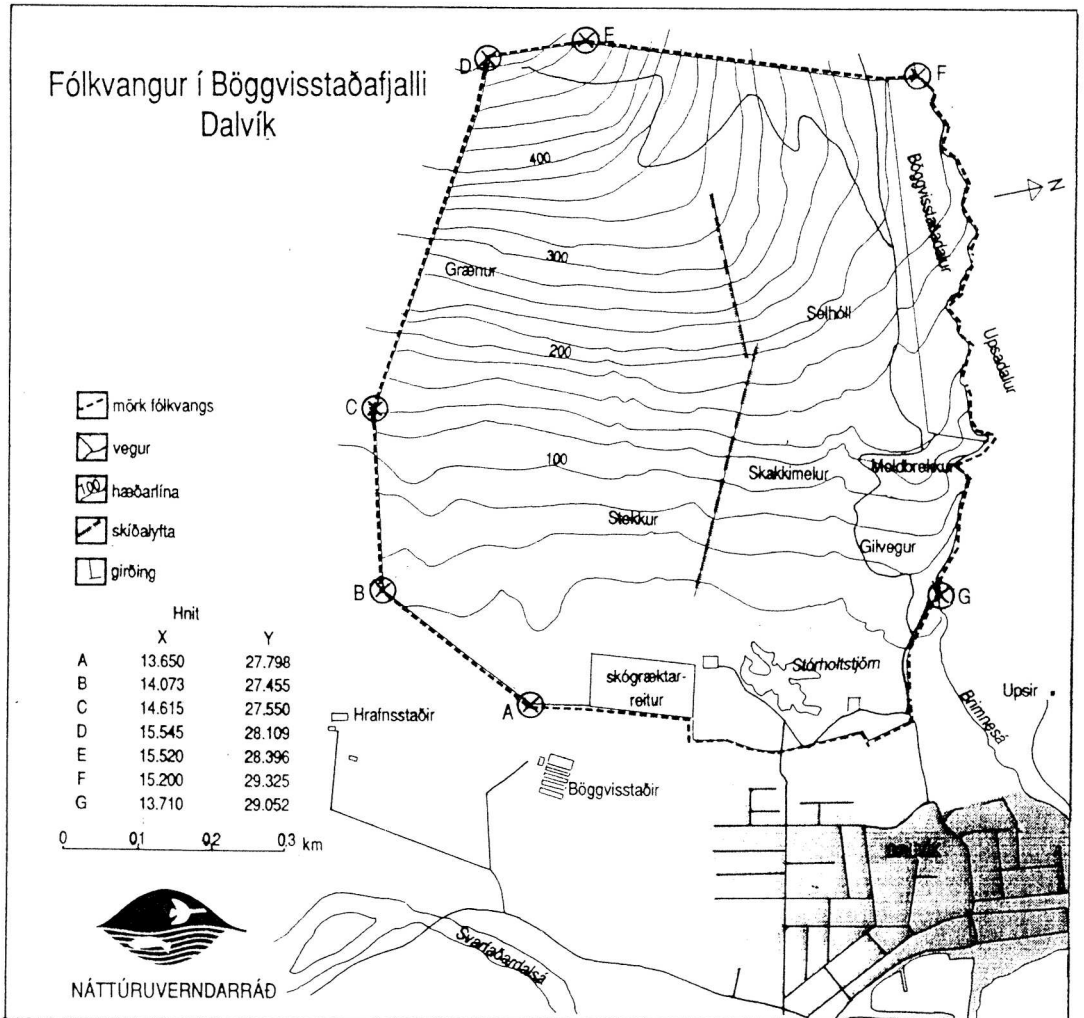 Fólkvangur í Böggvisstaðafjalli
Dalvík
D
E
F
N
400
Böggvisstaðadalur
300
Grænur
Selhóll
Upsadalur
200
C
mörk fólkvangs
vegur
100 hæðarlína
skíðalyfta
girðing
100
Skakkimelur
Moldbrekkur
Stekkur
Gilvegur
B
G
Hnit
X Y
A 13.650 27.798
B 14.073 27.455
C 14.615 27.550
D 15.545 28.109
E 15.520 28.396
F 15.200 29.325
G 13.710 29.052
0 0,1 0,2 0,3 km
skógræktar-
reitur
Stórholtstjörn
A
Hrafnsstaðir
Böggvisstaðir
Brimnesá
Upsir
DALVÍK
Svarfaðardalsá
NÁTTÚRUVERNDARRÁÐ